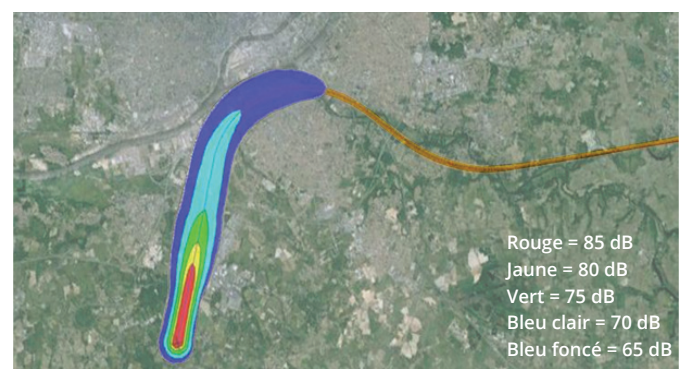 Rouge = 85 dB
Jaune = 80 dB
Vert = 75 dB
Bleu clair = 70 dB
Bleu foncé = 65 dB